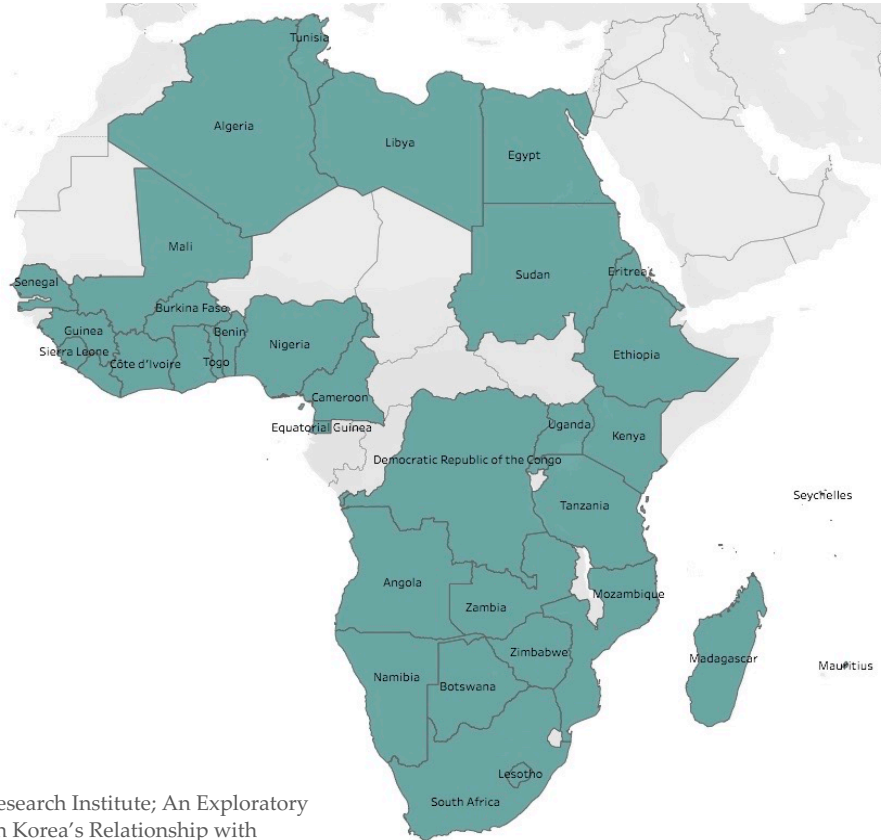 Tunisia
Algeria
Libya
Egypt
Mali
Sudan
Senegal
Eritrea
Burkina Faso
Guinea
Benin
Nigeria
Sierra Leone
Côte d'Ivoire
Togo
Ethiopia
Cameroon
Equatorial Guinea
Uganda
Kenya
Democratic Republic of the Congo
Seychelles
Tanzania
Angola
Mozambique
Zambia
Zimbabwe
Madagascar
Mauritius
Namibia
Botswana
Lesotho
South Africa
esearch Institute; An Exploratory
h Korea's Relationship with